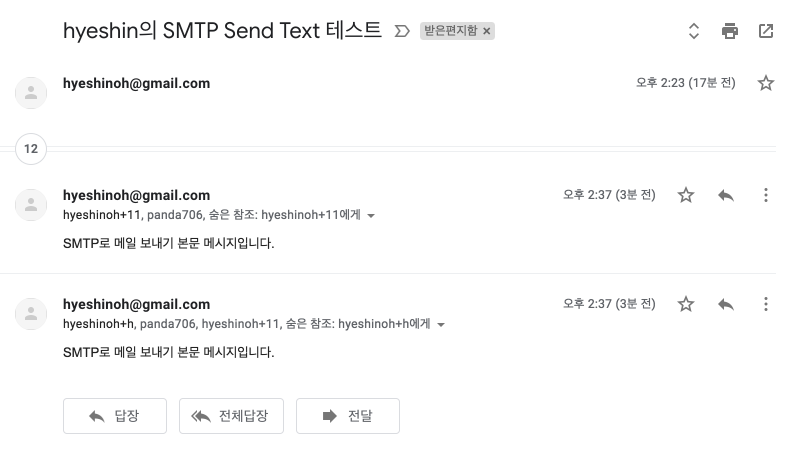 hyeshin의 SMTP Send Text 테스트 받은편지함 ×
hyeshinoh@gmail.com 오후 2:23 (17분 전)
12
hyeshinoh@gmail.com 오후 2:37 (3분 전)
hyeshinoh+11, panda706, 숨은 참조: hyeshinoh+11에게
SMTP로 메일 보내기 본문 메시지입니다.
hyeshinoh@gmail.com 오후 2:37 (3분 전)
hyeshinoh+h, panda706, hyeshinoh+11, 숨은 참조: hyeshinoh+h에게
SMTP로 메일 보내기 본문 메시지입니다.
답장 전체답장 전달